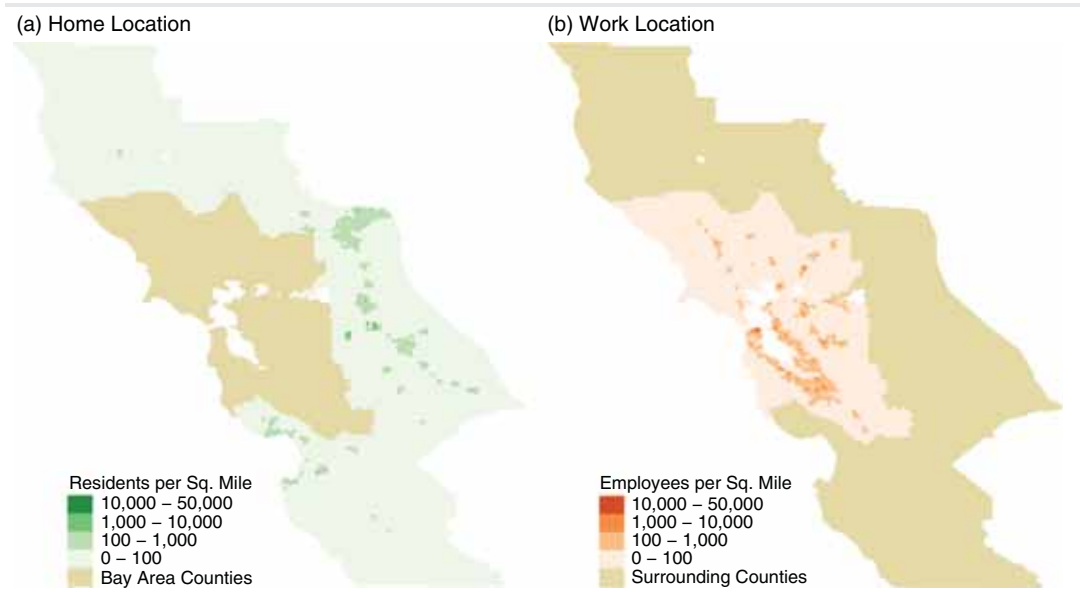 (a) Home Location
(b) Work Location
Residents per Sq. Mile
10,000 – 50,000
1,000 – 10,000
100 – 1,000
0 – 100
Bay Area Counties
Employees per Sq. Mile
10,000 – 50,000
1,000 – 10,000
100 – 1,000
0 – 100
Surrounding Counties